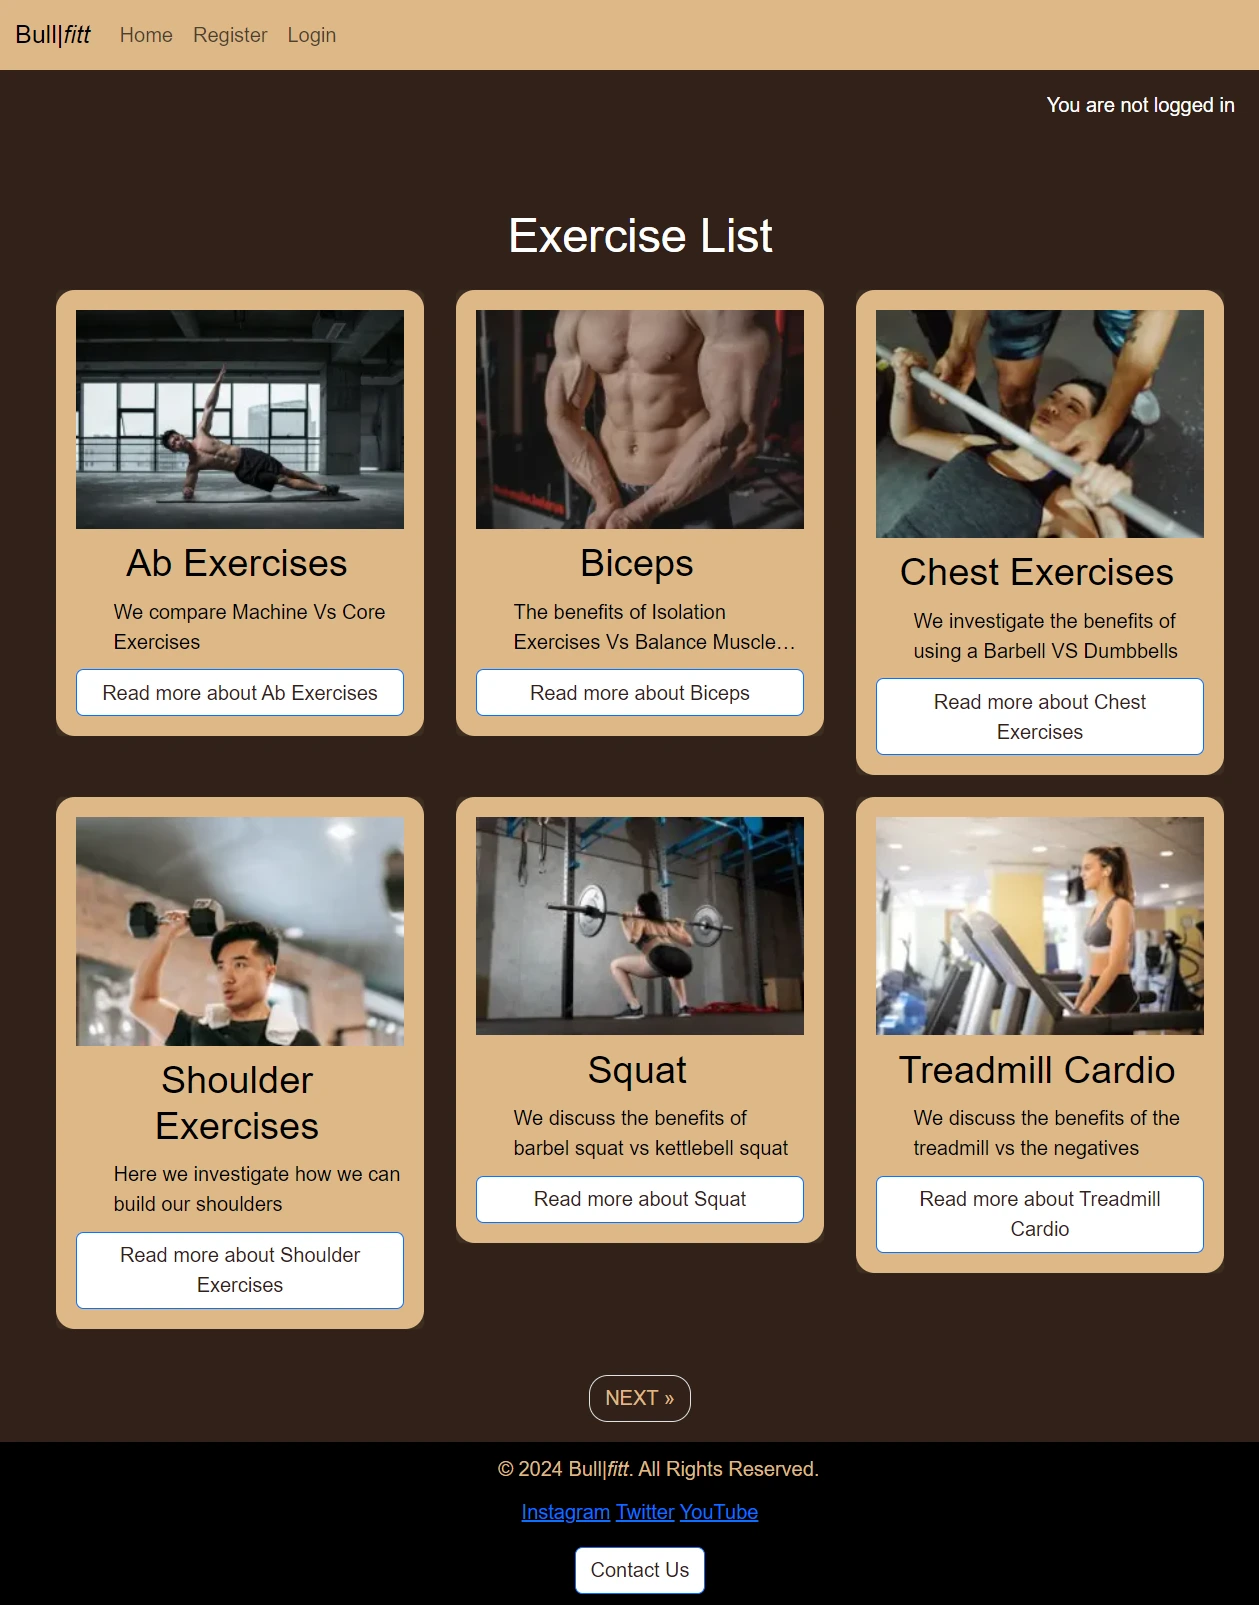 Bull|fitt Home Register Login
You are not logged in
Exercise List
Ab Exercises
We compare Machine Vs Core
Exercises
Read more about Ab Exercises
Biceps
The benefits of Isolation
Exercises Vs Balance Muscle…
Read more about Biceps
Chest Exercises
We investigate the benefits of
using a Barbell VS Dumbbells
Read more about Chest
Exercises
Shoulder
Exercises
Here we investigate how we can
build our shoulders
Read more about Shoulder
Exercises
Squat
We discuss the benefits of
barbel squat vs kettlebell squat
Read more about Squat
Treadmill Cardio
We discuss the benefits of the
treadmill vs the negatives
Read more about Treadmill
Cardio
NEXT »
© 2024 Bull|fitt. All Rights Reserved.
Instagram Twitter YouTube
Contact Us